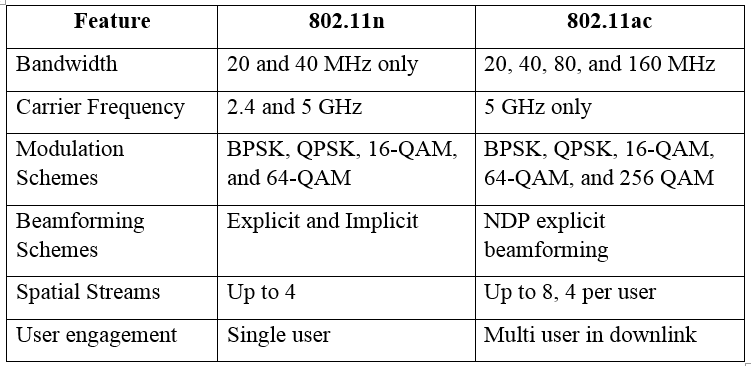 Feature 802.11n 802.11ac
Bandwidth 20 and 40 MHz only 20, 40, 80, and 160 MHz
Carrier Frequency 2.4 and 5 GHz 5 GHz only
Modulation BPSK, QPSK, 16-QAM, BPSK, QPSK, 16-QAM,
Schemes and 64-QAM 64-QAM, and 256 QAM
Beamforming Explicit and Implicit NDP explicit
Schemes beamforming
Spatial Streams Up to 4 Up to 8, 4 per user
User engagement Single user Multi user in downlink